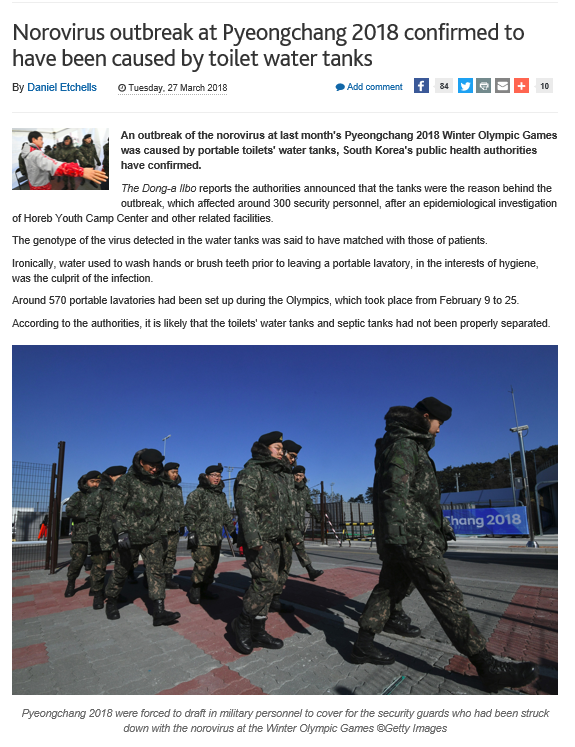 Norovirus outbreak at Pyeongchang 2018 confirmed to
have been caused by toilet water tanks
By Daniel Etchells
Tuesday, 27 March 2018
Add comment
84
10
An outbreak of the norovirus at last month's Pyeongchang 2018 Winter Olympic Games
was caused by portable toilets' water tanks, South Korea's public health authorities
have confirmed.
The Dong-a Ilbo reports the authorities announced that the tanks were the reason behind the
outbreak, which affected around 300 security personnel, after an epidemiological investigation
of Horeb Youth Camp Center and other related facilities.
The genotype of the virus detected in the water tanks was said to have matched with those of patients.
Ironically, water used to wash hands or brush teeth prior to leaving a portable lavatory, in the interests of hygiene,
was the culprit of the infection.
Around 570 portable lavatories had been set up during the Olympics, which took place from February 9 to 25.
According to the authorities, it is likely that the toilets' water tanks and septic tanks had not been properly separated.
Chang 2018
Pyeongchang 2018 were forced to draft in military personnel to cover for the security guards who had been struck
down with the norovirus at the Winter Olympic Games ©Getty Images